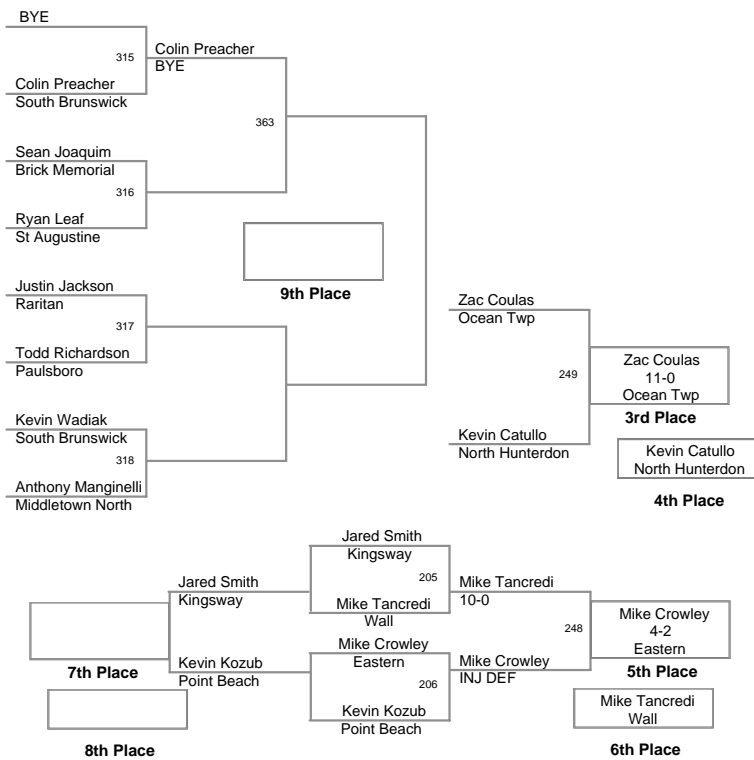 BYE
315
Colin Preacher
BYE
Colin Preacher
South Brunswick
363
Sean Joaquim
Brick Memorial
316
Ryan Leaf
St Augustine
9th Place
Justin Jackson
Raritan
317
Todd Richardson
Paulsboro
Kevin Wadiak
South Brunswick
318
Anthony Manginelli
Middletown North
Zac Coulas
Ocean Twp
249
Zac Coulas
11-0
Ocean Twp
3rd Place
Kevin Catullo
North Hunterdon
Kevin Catullo
North Hunterdon
4th Place
Jared Smith
Kingsway
205
Mike Tancredi
Wall
Jared Smith
Kingsway
Mike Tancredi
10-0
248
Mike Crowley
4-2
Eastern
5th Place
Mike Crowley
Eastern
206
Kevin Kozub
Point Beach
7th Place
Kevin Kozub
Point Beach
Mike Crowley
INJ DEF
Mike Tancredi
Wall
6th Place
8th Place